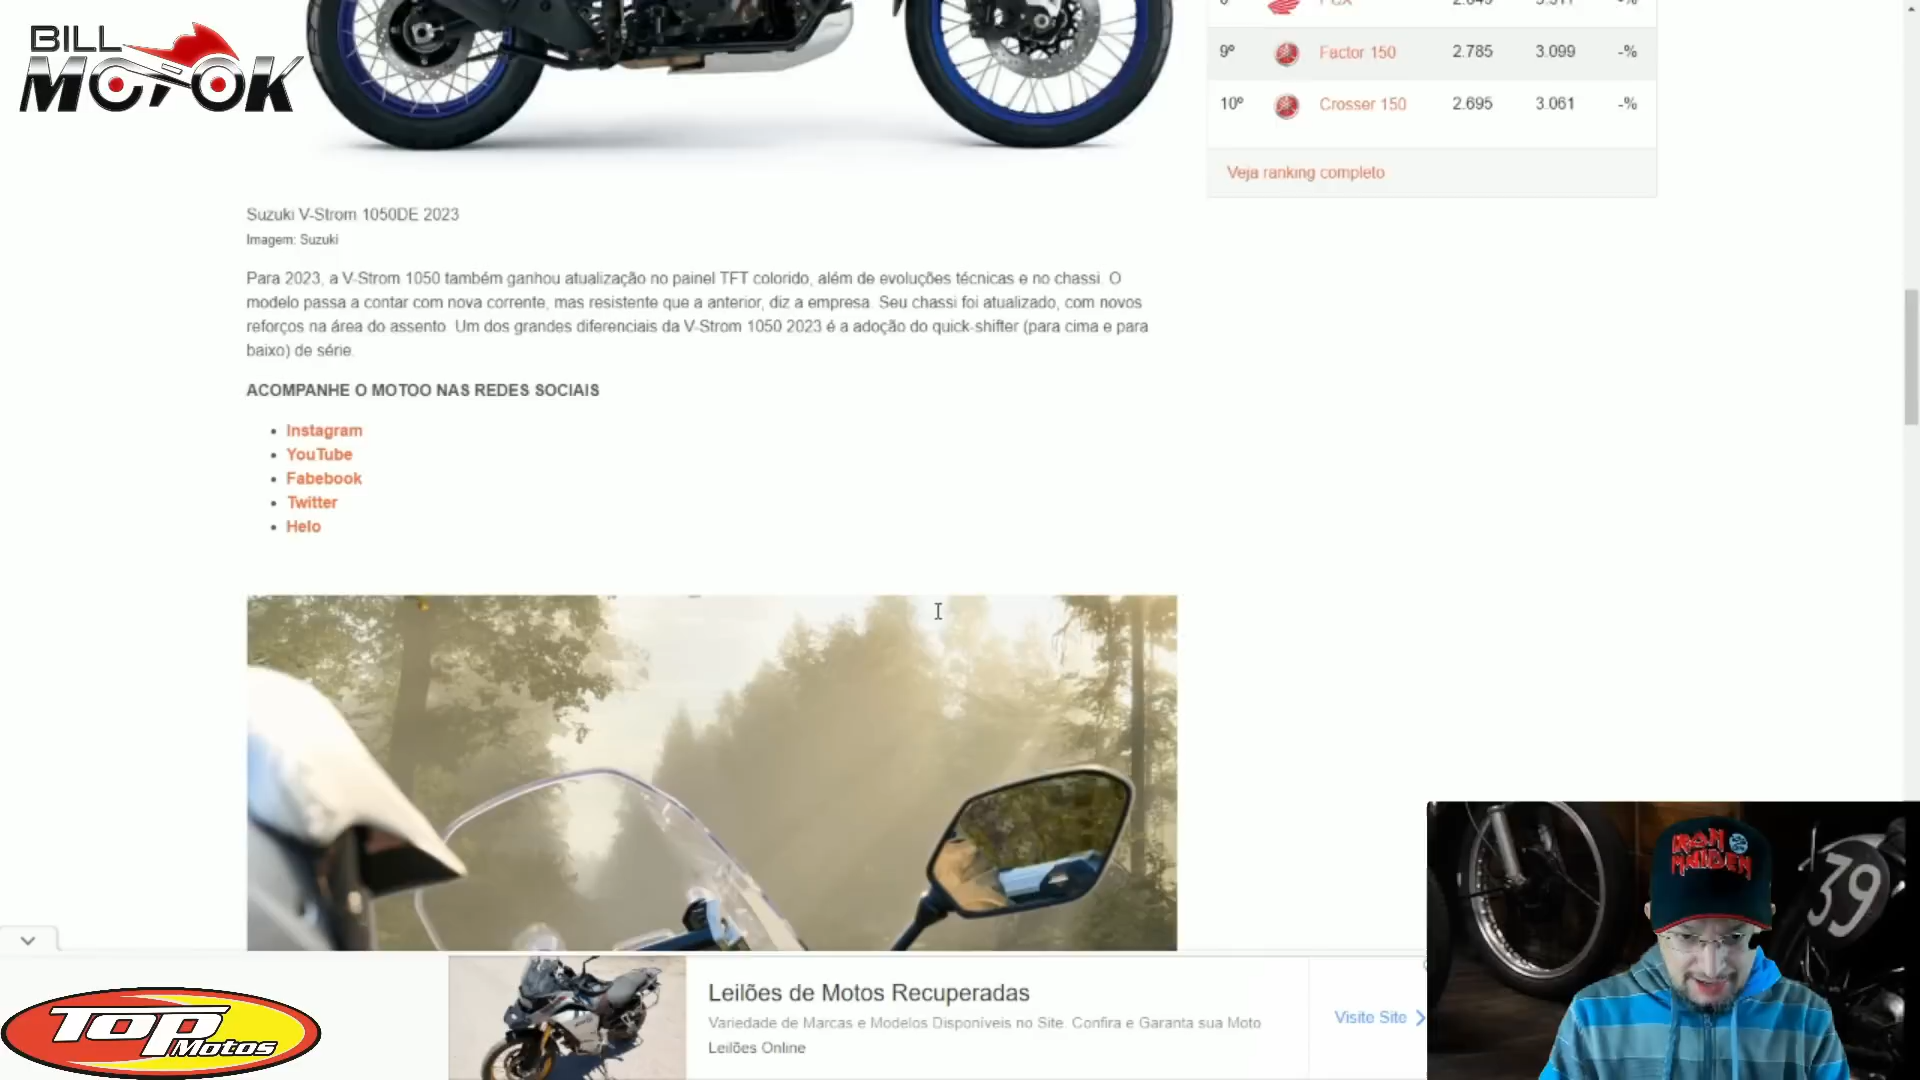 BILL
MOTOK
9º Factor 150 2.785 3.099 -%
10º Crosser 150 2.695 3.061 -%
Veja ranking completo
Suzuki V-Strom 1050DE 2023
Imagem: Suzuki
Para 2023, a V-Strom 1050 também ganhou atualização no painel TFT colorido, além de evoluções técnicas e no chassi. O
modelo passa a contar com nova corrente, mas resistente que a anterior, diz a empresa. Seu chassi foi atualizado, com novos
reforços na área do assento. Um dos grandes diferenciais da V-Strom 1050 2023 é a adoção do quick-shifter (para cima e para
baixo) de série.
ACOMPANHE O MOTOO NAS REDES SOCIAIS
Instagram
YouTube
Fabebook
Twitter
Helo
IRON
MAIDEN
39
TOP
Motos
Leilões de Motos Recuperadas
Variedade de Marcas e Modelos Disponíveis no Site. Confira e Garanta sua Moto
Leilões Online
Visite Site